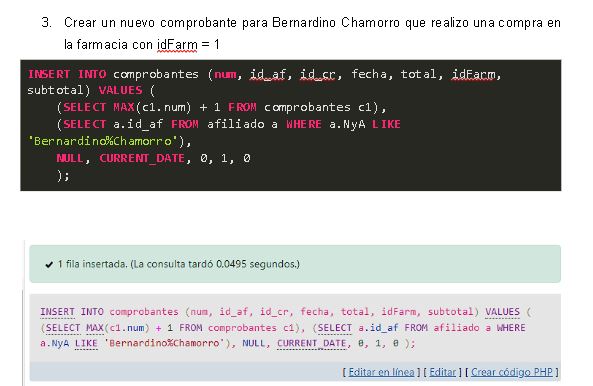 3. Crear un nuevo comprobante para Bernardino Chamorro que realizo una compra en
la farmacia con idFarm = 1
INSERT INTO comprobantes (num, id_af, id_cr, fecha, total, idFarm,
subtotal) VALUES (
(SELECT MAX(c1.num) + 1 FROM comprobantes c1),
(SELECT a.id_af FROM afiliado a WHERE a.NyA LIKE
'Bernardino%Chamorro'),
NULL, CURRENT_DATE, 0, 1, 0
);
1 fila insertada. (La consulta tardó 0.0495 segundos.)
INSERT INTO comprobantes (num, id_af, id_cr, fecha, total, idFarm, subtotal) VALUES (
(SELECT MAX(c1.num) + 1 FROM comprobantes c1), (SELECT a.id_af FROM afiliado a WHERE
a.NyA LIKE 'Bernardino%Chamorro'), NULL, CURRENT_DATE, 0, 1, 0 );
[ Editar en línea ] [ Editar ] [ Crear código PHP ]